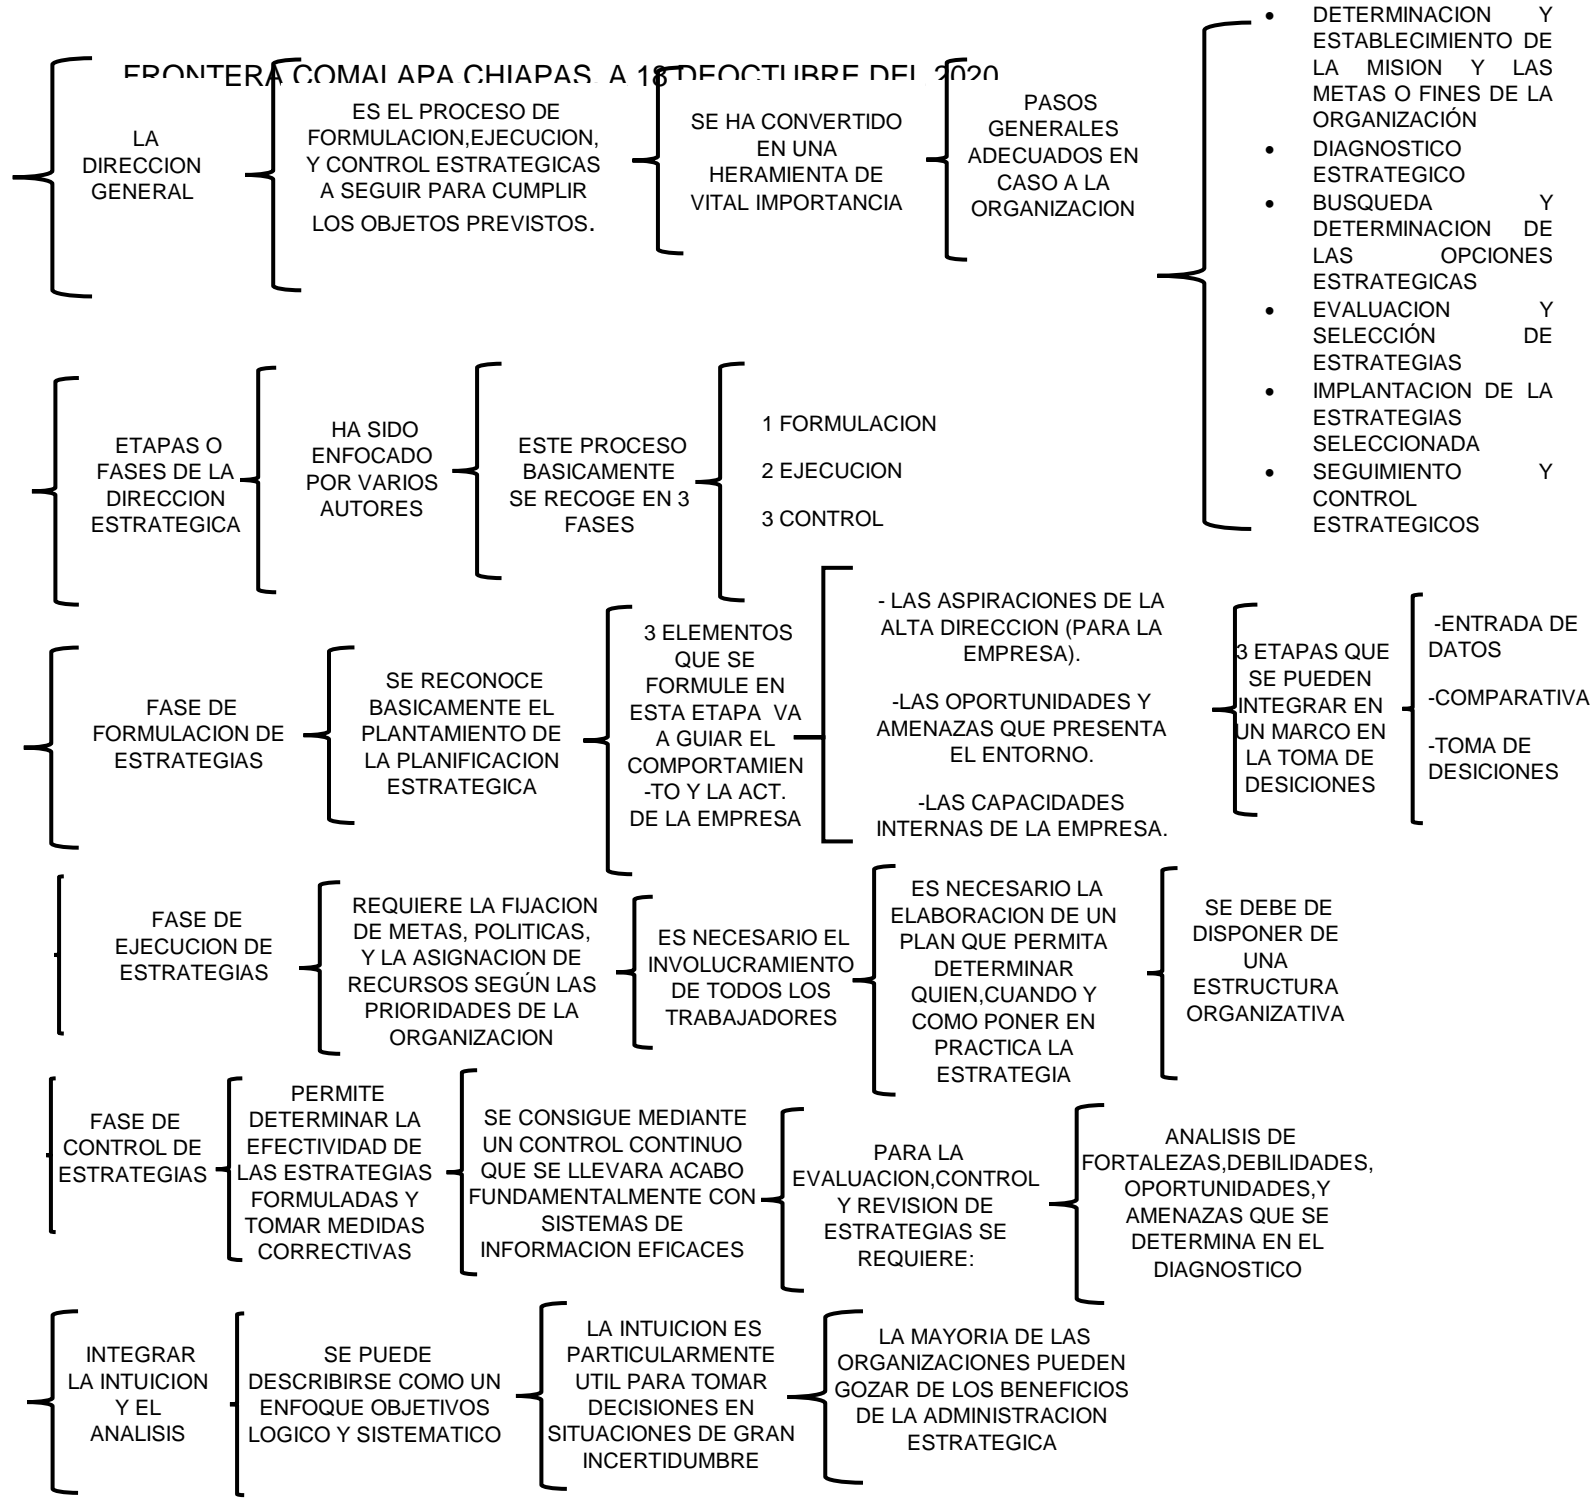 FRONTERA COMALAPA CHIAPAS, A 18 DEOCTUBRE DEL 2020
LA
DIRECCION
GENERAL
ES EL PROCESO DE
FORMULACION,EJECUCION,
Y CONTROL ESTRATEGICAS
A SEGUIR PARA CUMPLIR
LOS OBJETOS PREVISTOS.
SE HA CONVERTIDO
EN UNA
HERAMIENTA DE
VITAL IMPORTANCIA
PASOS
GENERALES
ADECUADOS EN
CASO A LA
ORGANIZACION
• DETERMINACION Y
ESTABLECIMIENTO DE
LA MISION Y LAS
METAS O FINES DE LA
ORGANIZACIÓN
• DIAGNOSTICO
ESTRATEGICO
• BUSQUEDA Y
DETERMINACION DE
LAS OPCIONES
ESTRATEGICAS
• EVALUACION Y
SELECCIÓN DE
ESTRATEGIAS
• IMPLANTACION DE LA
ESTRATEGIAS
SELECCIONADA
• SEGUIMIENTO Y
CONTROL
ESTRATEGICOS
ETAPAS O
FASES DE LA
DIRECCION
ESTRATEGICA
HA SIDO
ENFOCADO
POR VARIOS
AUTORES
ESTE PROCESO
BASICAMENTE
SE RECOGE EN 3
FASES
1 FORMULACION
2 EJECUCION
3 CONTROL
FASE DE
FORMULACION DE
ESTRATEGIAS
SE RECONOCE
BASICAMENTE EL
PLANTAMIENTO DE
LA PLANIFICACION
ESTRATEGICA
3 ELEMENTOS
QUE SE
FORMULE EN
ESTA ETAPA VA
A GUIAR EL
COMPORTAMIEN
-TO Y LA ACT.
DE LA EMPRESA
- LAS ASPIRACIONES DE LA
ALTA DIRECCION (PARA LA
EMPRESA).
-LAS OPORTUNIDADES Y
AMENAZAS QUE PRESENTA
EL ENTORNO.
-LAS CAPACIDADES
INTERNAS DE LA EMPRESA.
3 ETAPAS QUE
SE PUEDEN
INTEGRAR EN
UN MARCO EN
LA TOMA DE
DESICIONES
-ENTRADA DE
DATOS
-COMPARATIVA
-TOMA DE
DESICIONES
FASE DE
EJECUCION DE
ESTRATEGIAS
REQUIERE LA FIJACION
DE METAS, POLITICAS,
Y LA ASIGNACION DE
RECURSOS SEGÚN LAS
PRIORIDADES DE LA
ORGANIZACION
ES NECESARIO EL
INVOLUCRAMIENTO
DE TODOS LOS
TRABAJADORES
ES NECESARIO LA
ELABORACION DE UN
PLAN QUE PERMITA
DETERMINAR
QUIEN,CUANDO Y
COMO PONER EN
PRACTICA LA
ESTRATEGIA
SE DEBE DE
DISPONER DE
UNA
ESTRUCTURA
ORGANIZATIVA
FASE DE
CONTROL DE
ESTRATEGIAS
PERMITE
DETERMINAR LA
EFECTIVIDAD DE
LAS ESTRATEGIAS
FORMULADAS Y
TOMAR MEDIDAS
CORRECTIVAS
SE CONSIGUE MEDIANTE
UN CONTROL CONTINUO
QUE SE LLEVARA ACABO
FUNDAMENTALMENTE CON
SISTEMAS DE
INFORMACION EFICACES
PARA LA
EVALUACION,CONTROL
Y REVISION DE
ESTRATEGIAS SE
REQUIERE:
ANALISIS DE
FORTALEZAS,DEBILIDADES,
OPORTUNIDADES,Y
AMENAZAS QUE SE
DETERMINA EN EL
DIAGNOSTICO
INTEGRAR
LA INTUICION
Y EL
ANALISIS
SE PUEDE
DESCRIBIRSE COMO UN
ENFOQUE OBJETIVOS
LOGICO Y SISTEMATICO
LA INTUICION ES
PARTICULARMENTE
UTIL PARA TOMAR
DECISIONES EN
SITUACIONES DE GRAN
INCERTIDUMBRE
LA MAYORIA DE LAS
ORGANIZACIONES PUEDEN
GOZAR DE LOS BENEFICIOS
DE LA ADMINISTRACION
ESTRATEGICA